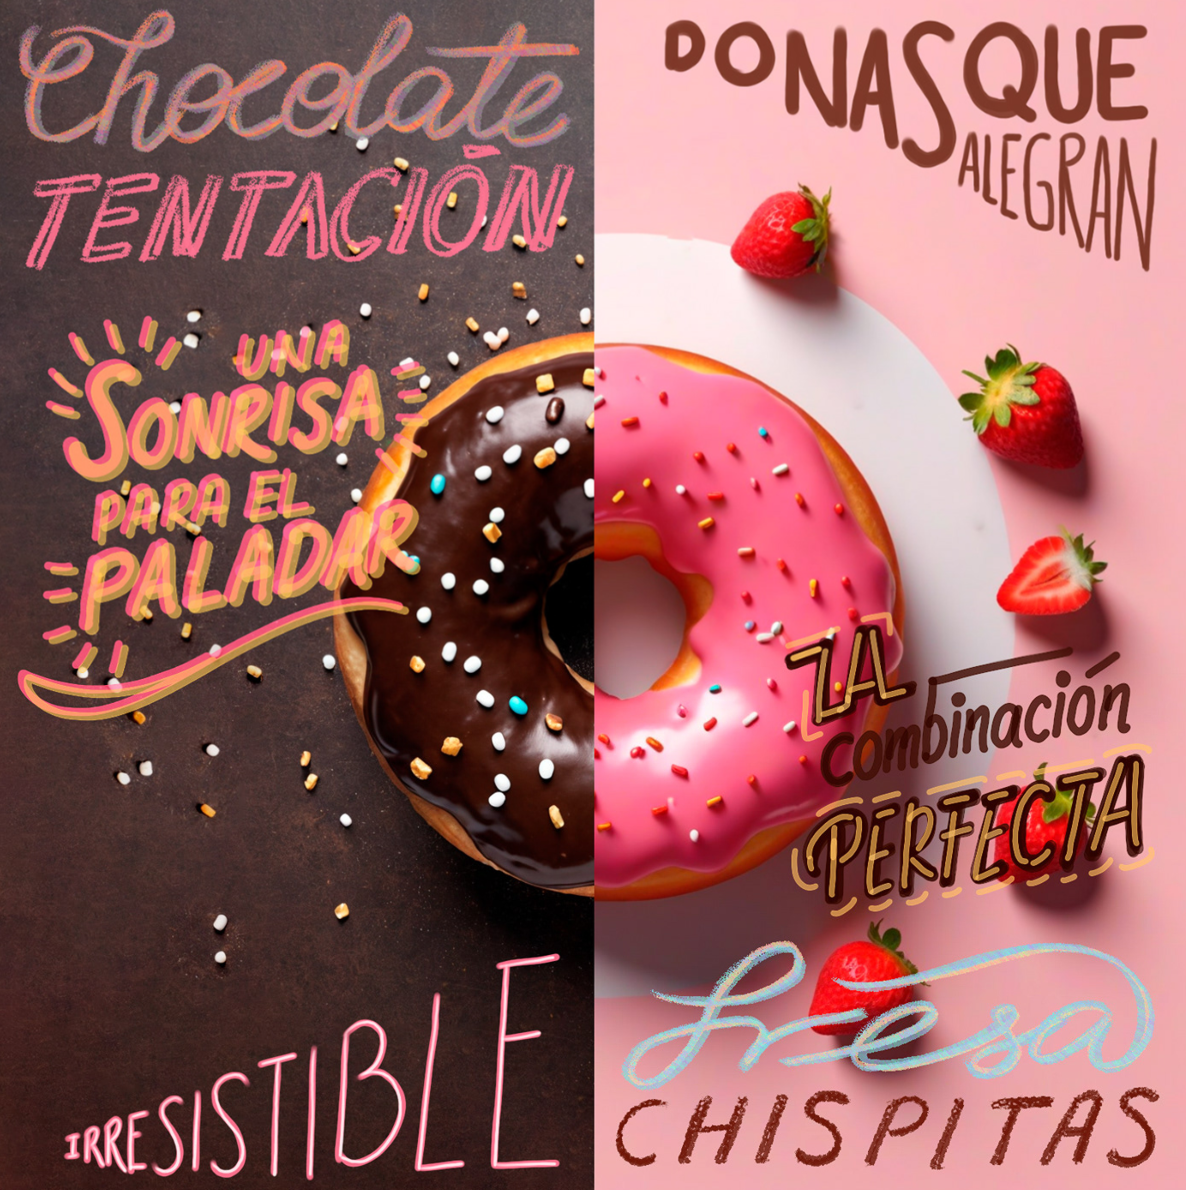 Chocolate
TENTACIÓN
UNA
SONRISA
PARA EL
PALADAR
IRRESISTIBLE
DONAS QUE
ALEGRAN
LA
combinación
PERFECTA
Fresa
CHISPITAS